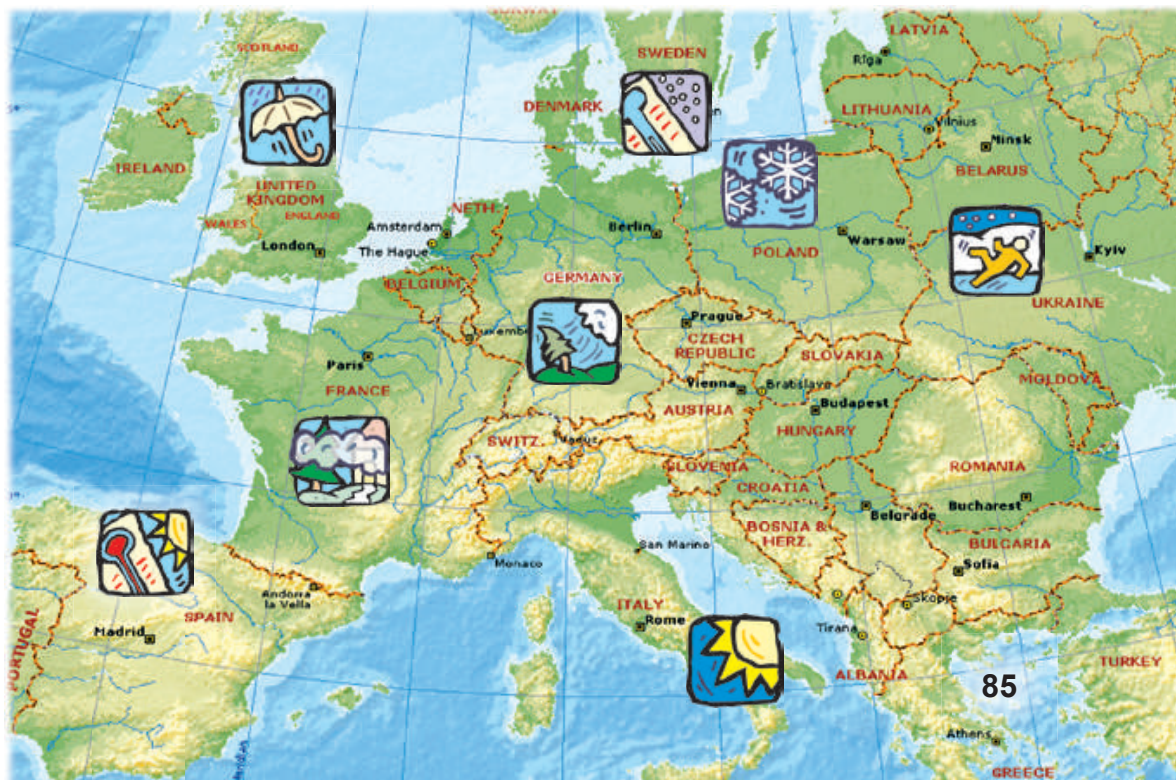 NORWAY
SCOTLAND
SWEDEN
LATVIA
Rīga
DENMARK
LITHUANIA
Vilnius
Minsk
IRELAND
BELARUS
UNITED
KINGDOM
WALES
ENGLAND
NETH.
Amsterdam
The Hague
London
Berlin
POLAND
Warsaw
Kyiv
GERMANY
BELGIUM
UKRAINE
Prague
CZECH
REPUBLIC
SLOVAKIA
Paris
FRANCE
Vienna
Bratislava
MOLDOVA
AUSTRIA
Budapest
HUNGARY
SWITZ.
Vaduz
SLOVENIA
ROMANIA
CROATIA
Bucharest
Belgrade
BOSNIA &
HERZ.
San Marino
BULGARIA
Monaco
Sofia
Andorra
la Vella
SPAIN
Skopje
ITALY
Rome
Madrid
Tirana
PORTUGAL
ALBANIA
TURKEY
85
Athens
GREECE